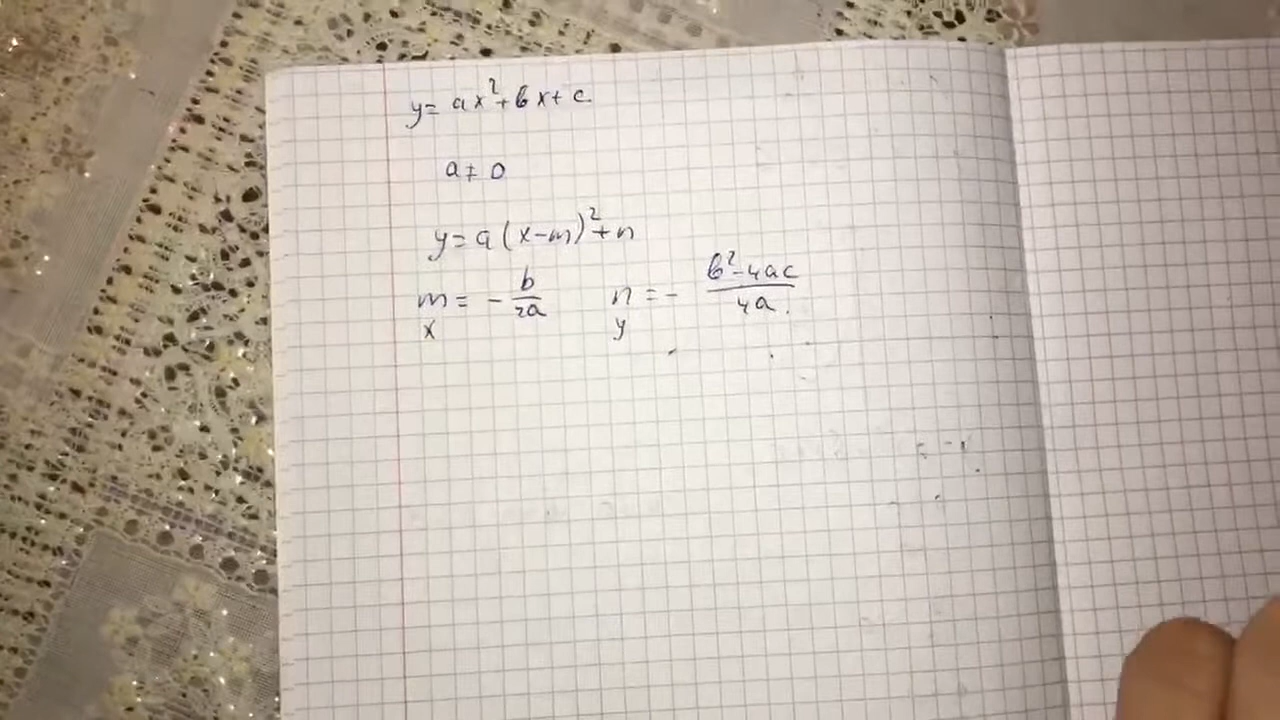 y = ax² + bx + c
a ≠ 0
y = a(x-m)² + n
m = - b/2a    n = - b²-4ac/4a.
x    y